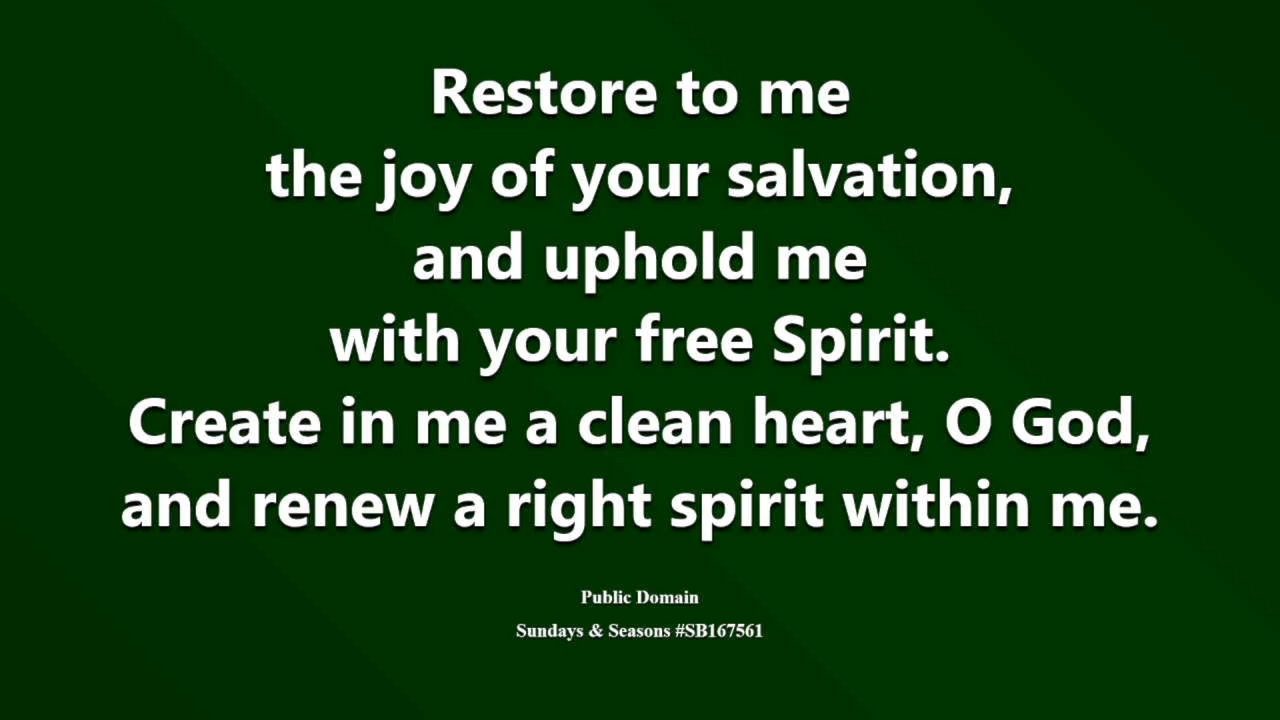 Restore to me
the joy of your salvation,
and uphold me
with your free Spirit.
Create in me a clean heart, O God,
and renew a right spirit within me.
Public Domain
Sundays & Seasons #SB167561